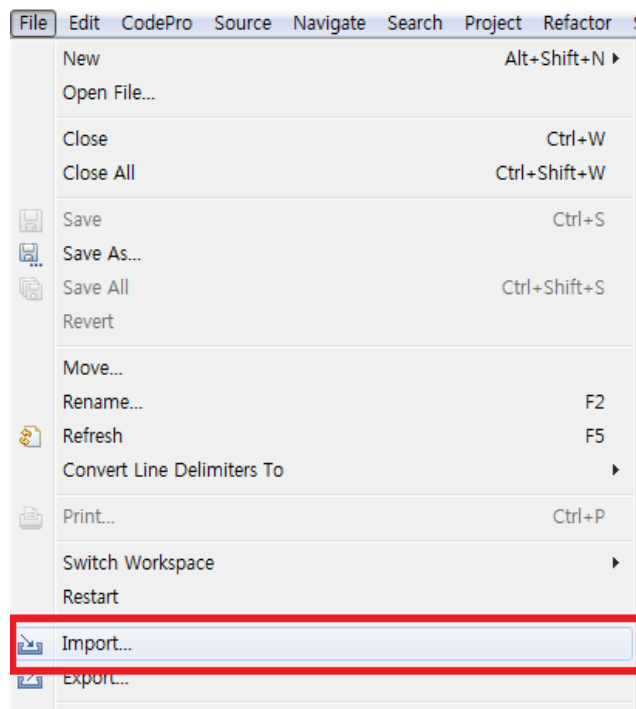 File Edit CodePro Source Navigate Search Project Refactor
New Alt+Shift+N
Open File...
Close Ctrl+W
Close All Ctrl+Shift+W
Save Ctrl+S
Save As...
Save All Ctrl+Shift+S
Revert
Move...
Rename... F2
Refresh F5
Convert Line Delimiters To
Print... Ctrl+P
Switch Workspace
Restart
Import...
Export...